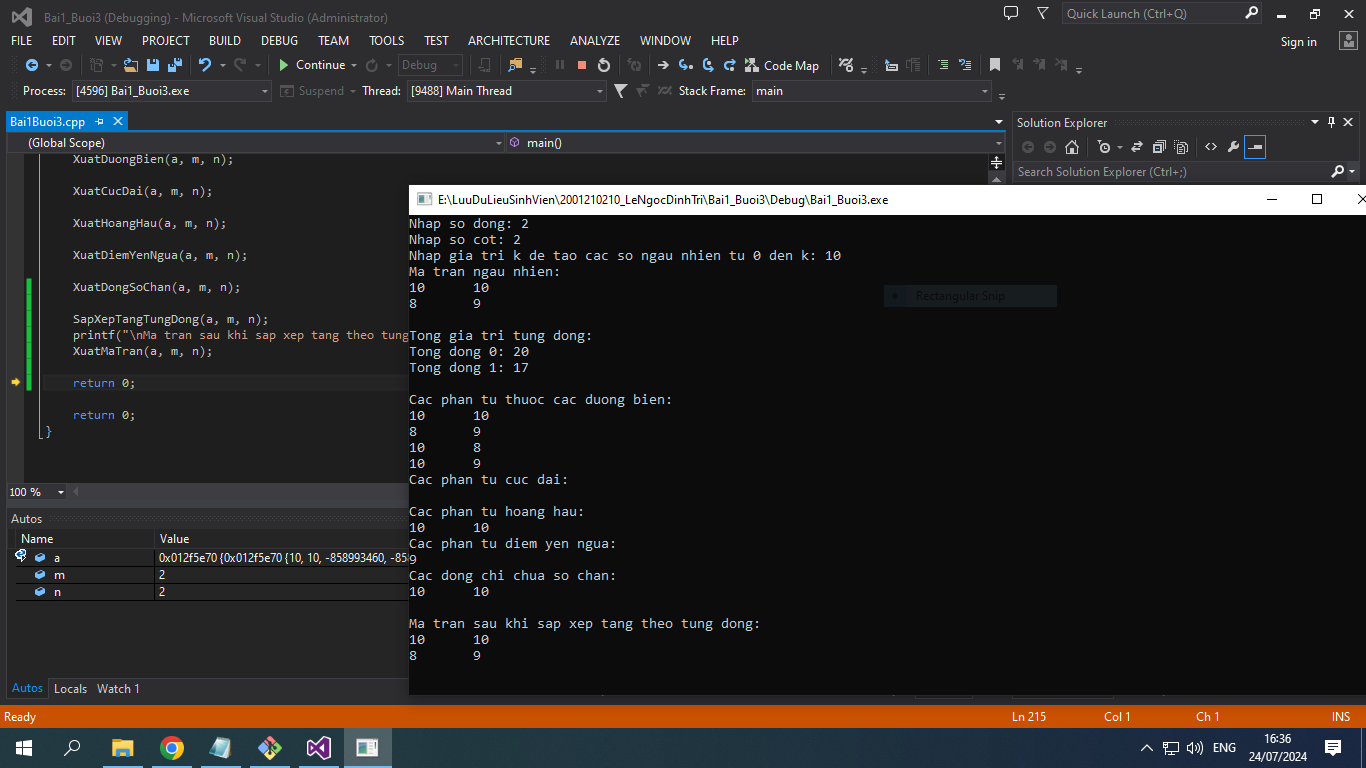 Bai1_Buoi3 (Debugging) - Microsoft Visual Studio (Administrator)
Quick Launch (Ctrl+Q)
FILE EDIT VIEW PROJECT BUILD DEBUG TEAM TOOLS TEST ARCHITECTURE ANALYZE WINDOW HELP
Sign in
Continue Debug Code Map
Process: [4596] Bai1_Buoi3.exe Suspend Thread: [9488] Main Thread Stack Frame: main
Bai1Buoi3.cpp
(Global Scope) main()
XuatDuongBien(a, m, n);
XuatCucDai(a, m, n);
XuatHoangHau(a, m, n);
XuatDiemYenNgua(a, m, n);
XuatDongSoChan(a, m, n);
SapXepTangTungDong(a, m, n);
printf("\nMa tran sau khi sap xep tang theo tung
XuatMaTran(a, m, n);
return 0;
return 0;
}
100 %
Autos
Name Value
a 0x012f5e70 {0x012f5e70 {10, 10, -858993460, -858
m 2
n 2
Autos Locals Watch 1
Solution Explorer
Search Solution Explorer (Ctrl+;)
E:\LuuDuLieuSinhVien\2001210210_LeNgocDinhTri\Bai1_Buoi3\Debug\Bai1_Buoi3.exe
Nhap so dong: 2
Nhap so cot: 2
Nhap gia tri k de tao cac so ngau nhien tu 0 den k: 10
Ma tran ngau nhien:
10 10
8 9
Rectangular Snip
Tong gia tri tung dong:
Tong dong 0: 20
Tong dong 1: 17
Cac phan tu thuoc cac duong bien:
10 10
8 9
10 8
10 9
Cac phan tu cuc dai:
Cac phan tu hoang hau:
10 10
Cac phan tu diem yen ngua:
9
Cac dong chi chua so chan:
10 10
Ma tran sau khi sap xep tang theo tung dong:
10 10
8 9
Ready Ln 215 Col 1 Ch 1 INS
ENG 16:36
24/07/2024